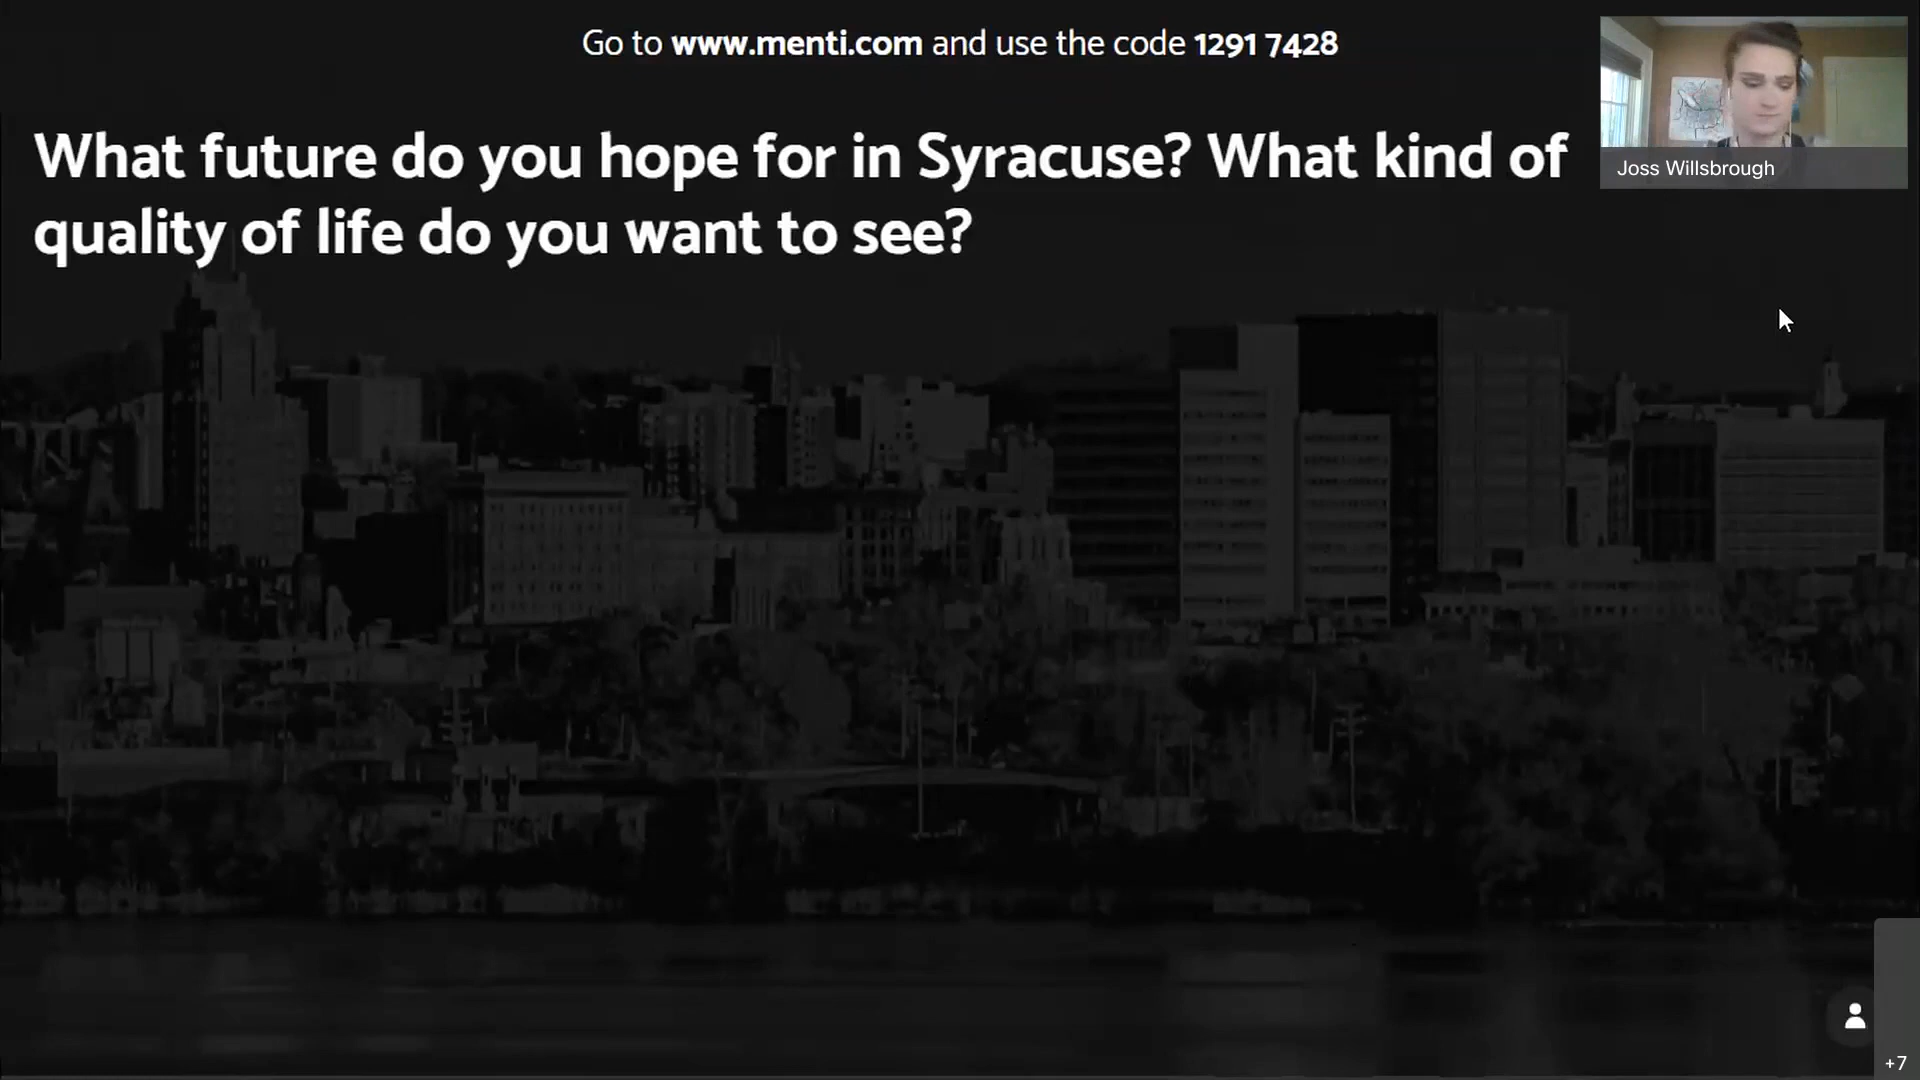 Go to www.menti.com and use the code 1291 7428
What future do you hope for in Syracuse? What kind of
quality of life do you want to see?
Joss Willsbrough
+7